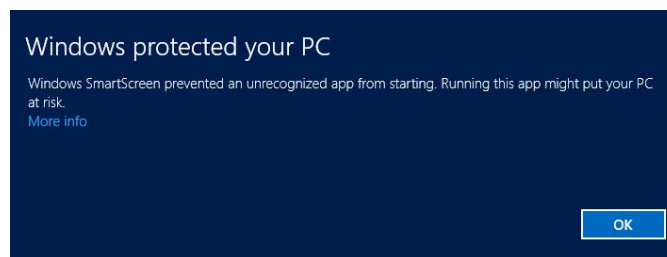 Windows protected your PC
Windows SmartScreen prevented an unrecognized app from starting. Running this app might put your PC
at risk.
More info
OK